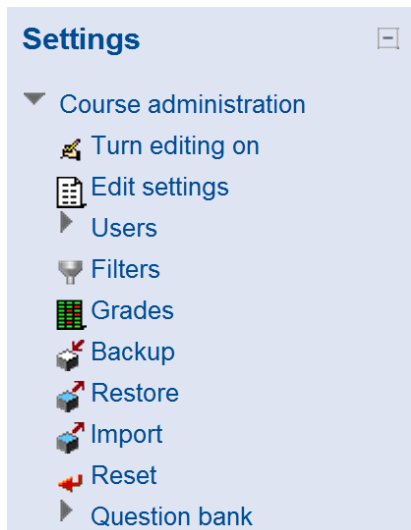 Settings
Course administration
Turn editing on
Edit settings
Users
Filters
Grades
Backup
Restore
Import
Reset
Question bank